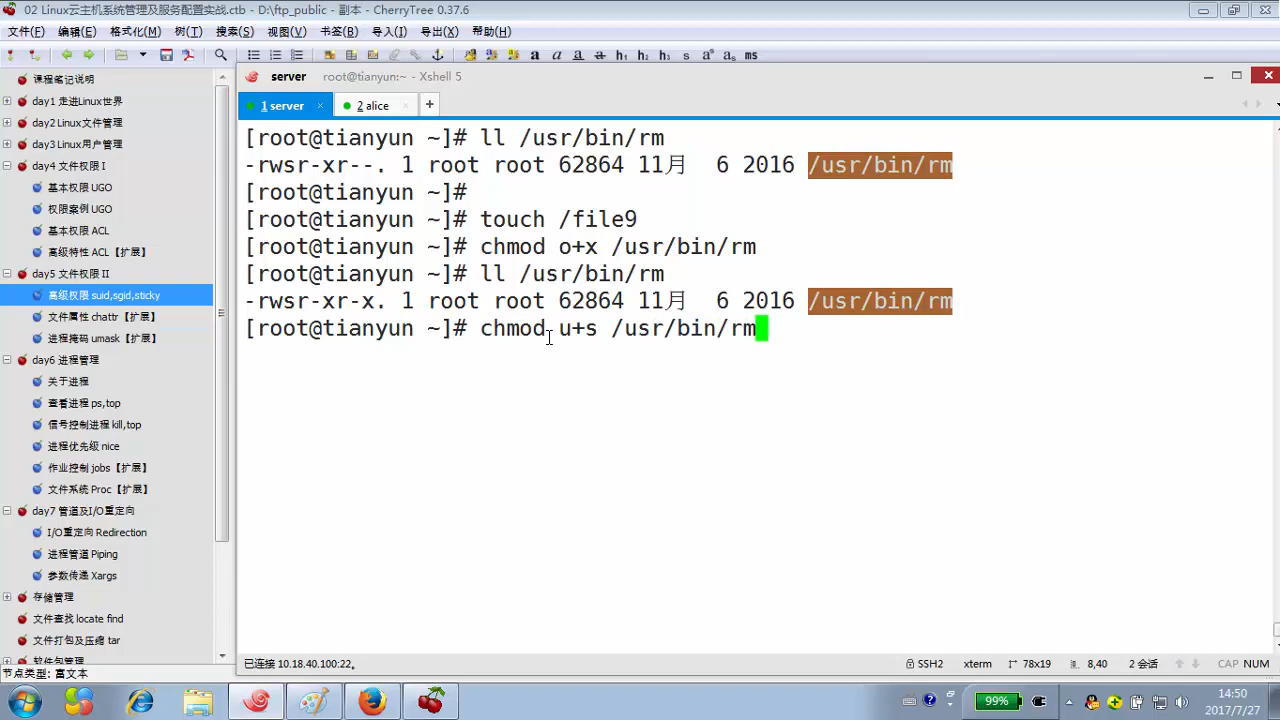 02 Linux云主机系统管理及服务配置实战.ctb - D:\ftp_public - 副本 - CherryTree 0.37.6
文件(F) 编辑(E) 格式化(M) 树(T) 搜索(S) 视图(V) 书签(B) 导入(I) 导出(X) 帮助(H)
a a a a h₁ h₂ h₃ s aˢ aₛ ms
课程笔记说明
day1 走进Linux世界
day2 Linux文件管理
day3 Linux用户管理
day4 文件权限 I
基本权限 UGO
权限案例 UGO
基本权限 ACL
高级特性 ACL【扩展】
day5 文件权限 II
高级权限 suid,sgid,sticky
文件属性 chattr【扩展】
进程掩码 umask【扩展】
day6 进程管理
关于进程
查看进程 ps,top
信号控制进程 kill,top
进程优先级 nice
作业控制 jobs【扩展】
文件系统 Proc【扩展】
day7 管道及I/O重定向
I/O重定向 Redirection
进程管道 Piping
参数传递 Xargs
存储管理
文件查找 locate find
文件打包及压缩 tar
软件包管理
节点类型: 富文本
server root@tianyun:~ - Xshell 5
1 server 2 alice +
[root@tianyun ~]# ll /usr/bin/rm
-rwsr-xr--. 1 root root 62864 11月  6 2016 /usr/bin/rm
[root@tianyun ~]#
[root@tianyun ~]# touch /file9
[root@tianyun ~]# chmod o+x /usr/bin/rm
[root@tianyun ~]# ll /usr/bin/rm
-rwsr-xr-x. 1 root root 62864 11月  6 2016 /usr/bin/rm
[root@tianyun ~]# chmod u+s /usr/bin/rm
已连接 10.18.40.100:22。 SSH2 xterm 78x19 8,40 2 会话 CAP NUM
99% 14:50
2017/7/27